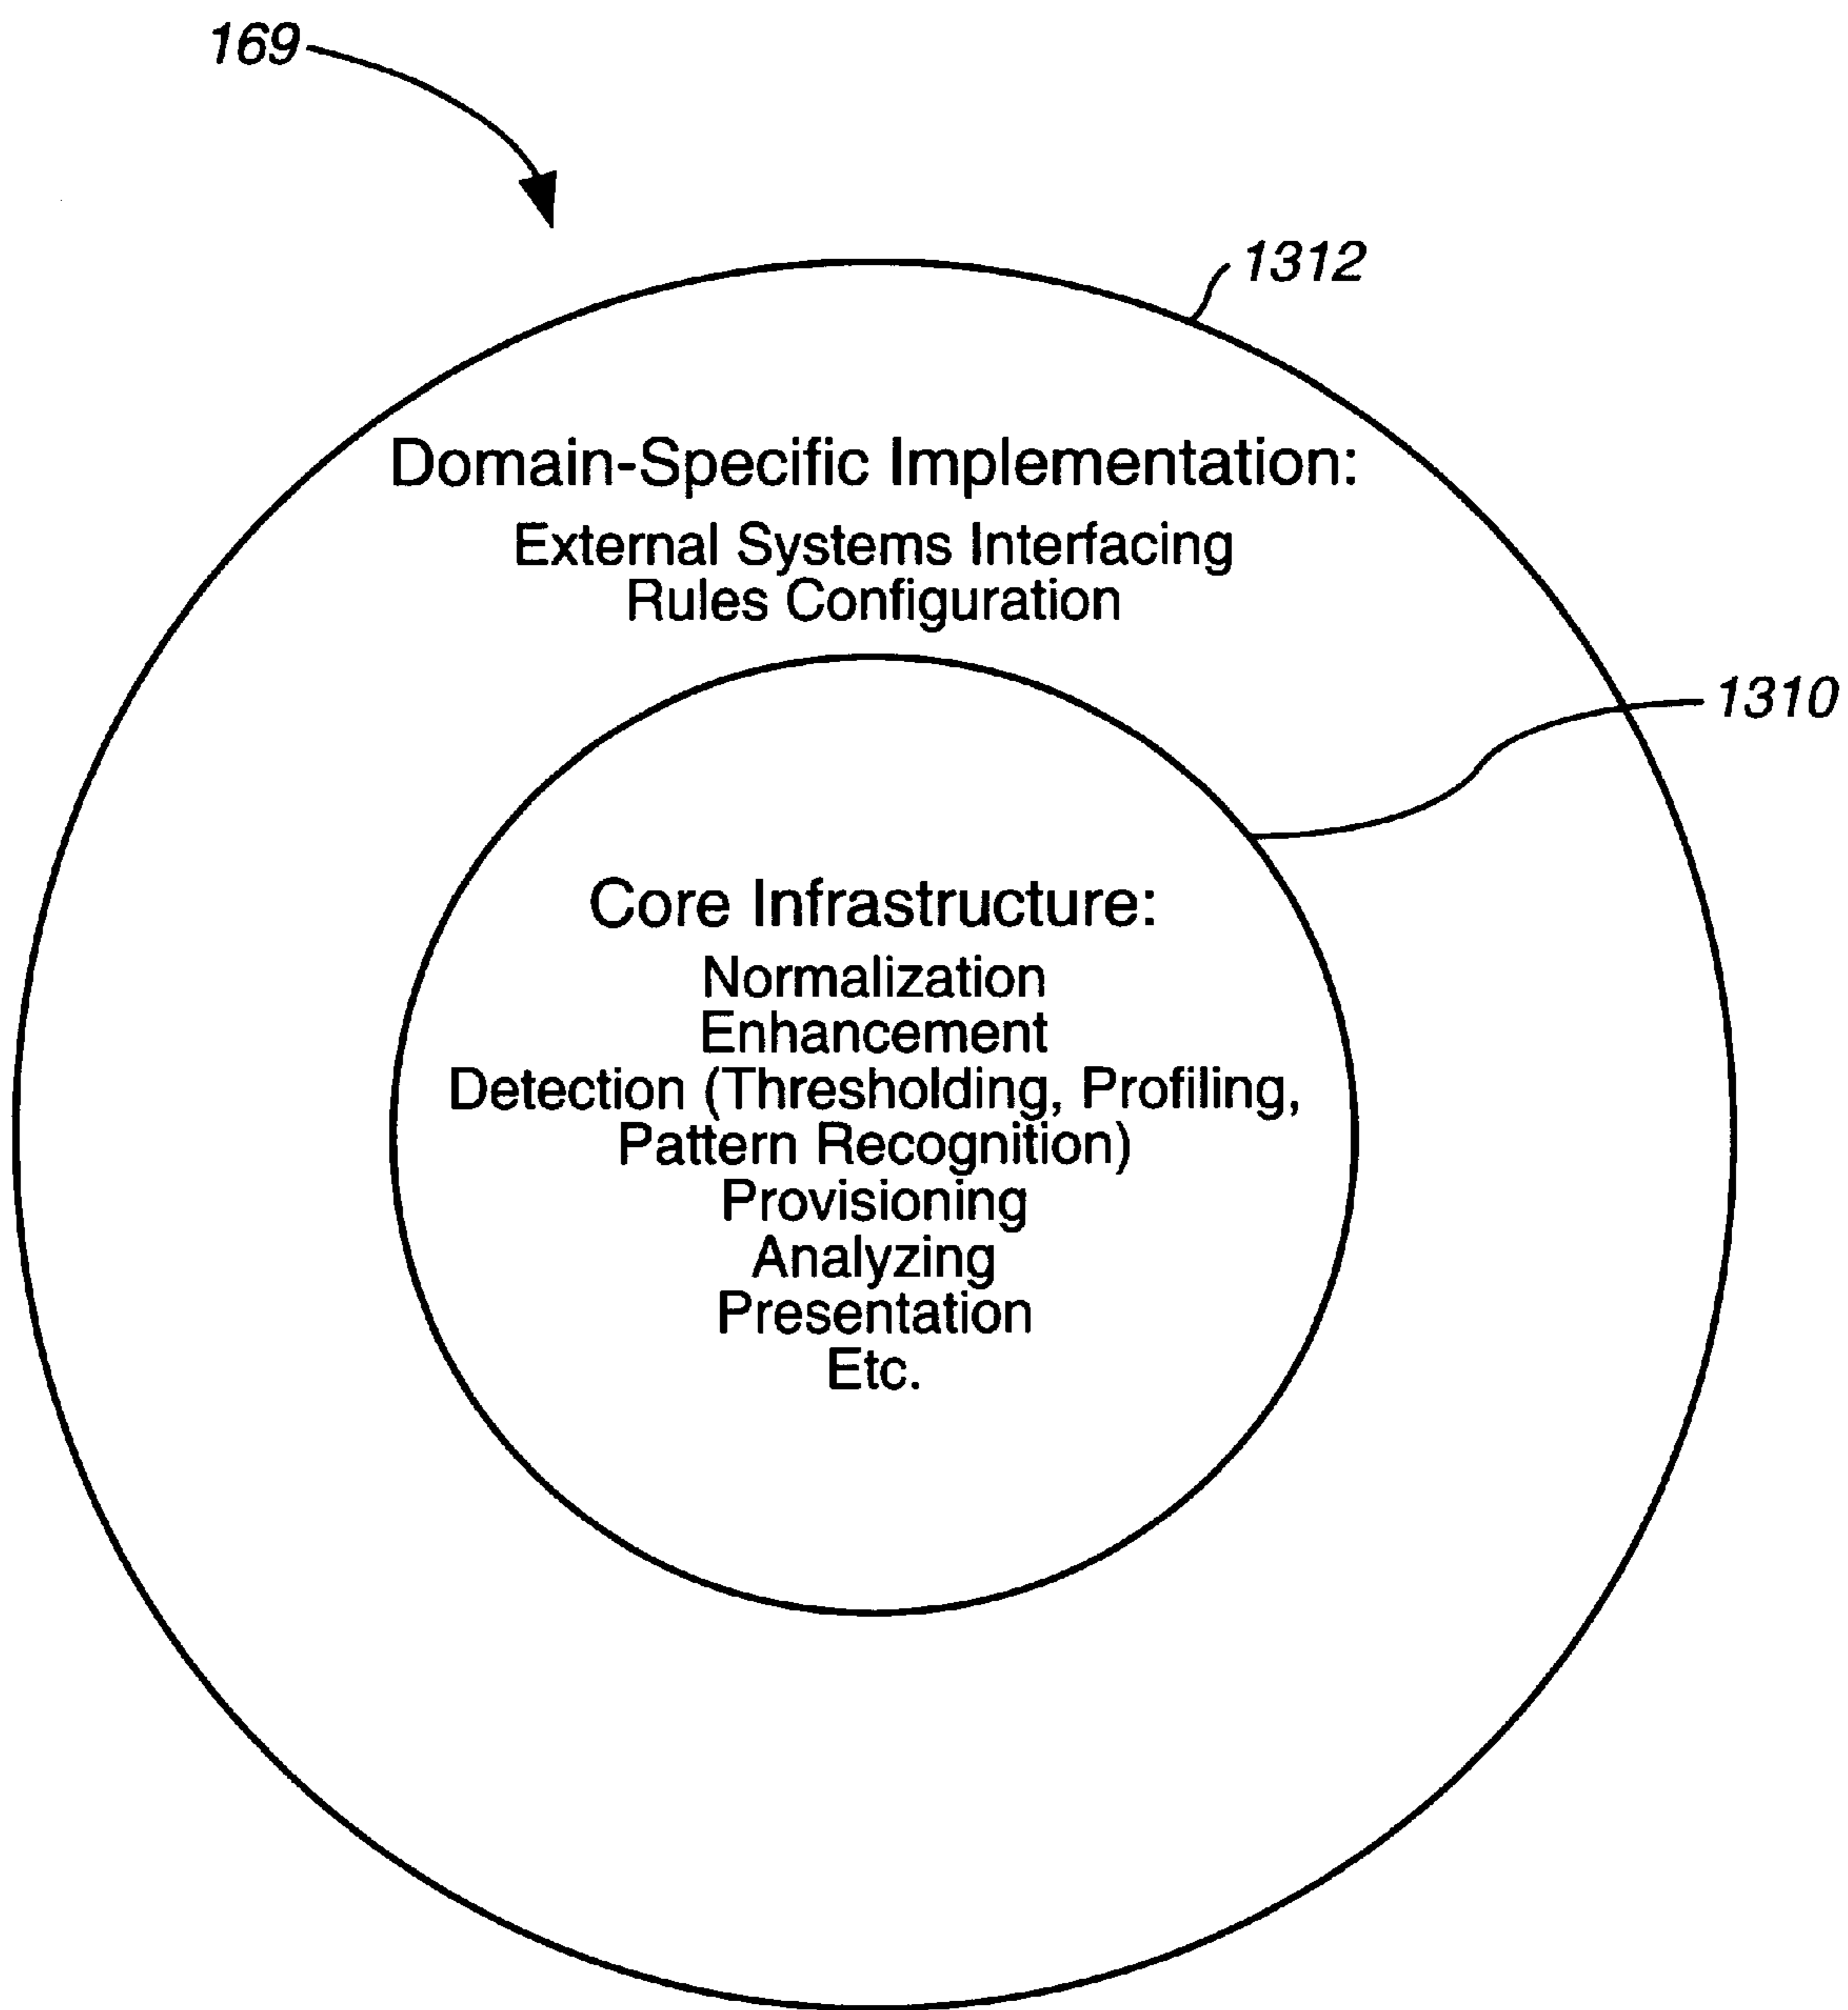 169
1312
Domain-Specific Implementation:
External Systems Interfacing
Rules Configuration
1310
Core Infrastructure:
Normalization
Enhancement
Detection (Thresholding, Profiling,
Pattern Recognition)
Provisioning
Analyzing
Presentation
Etc.